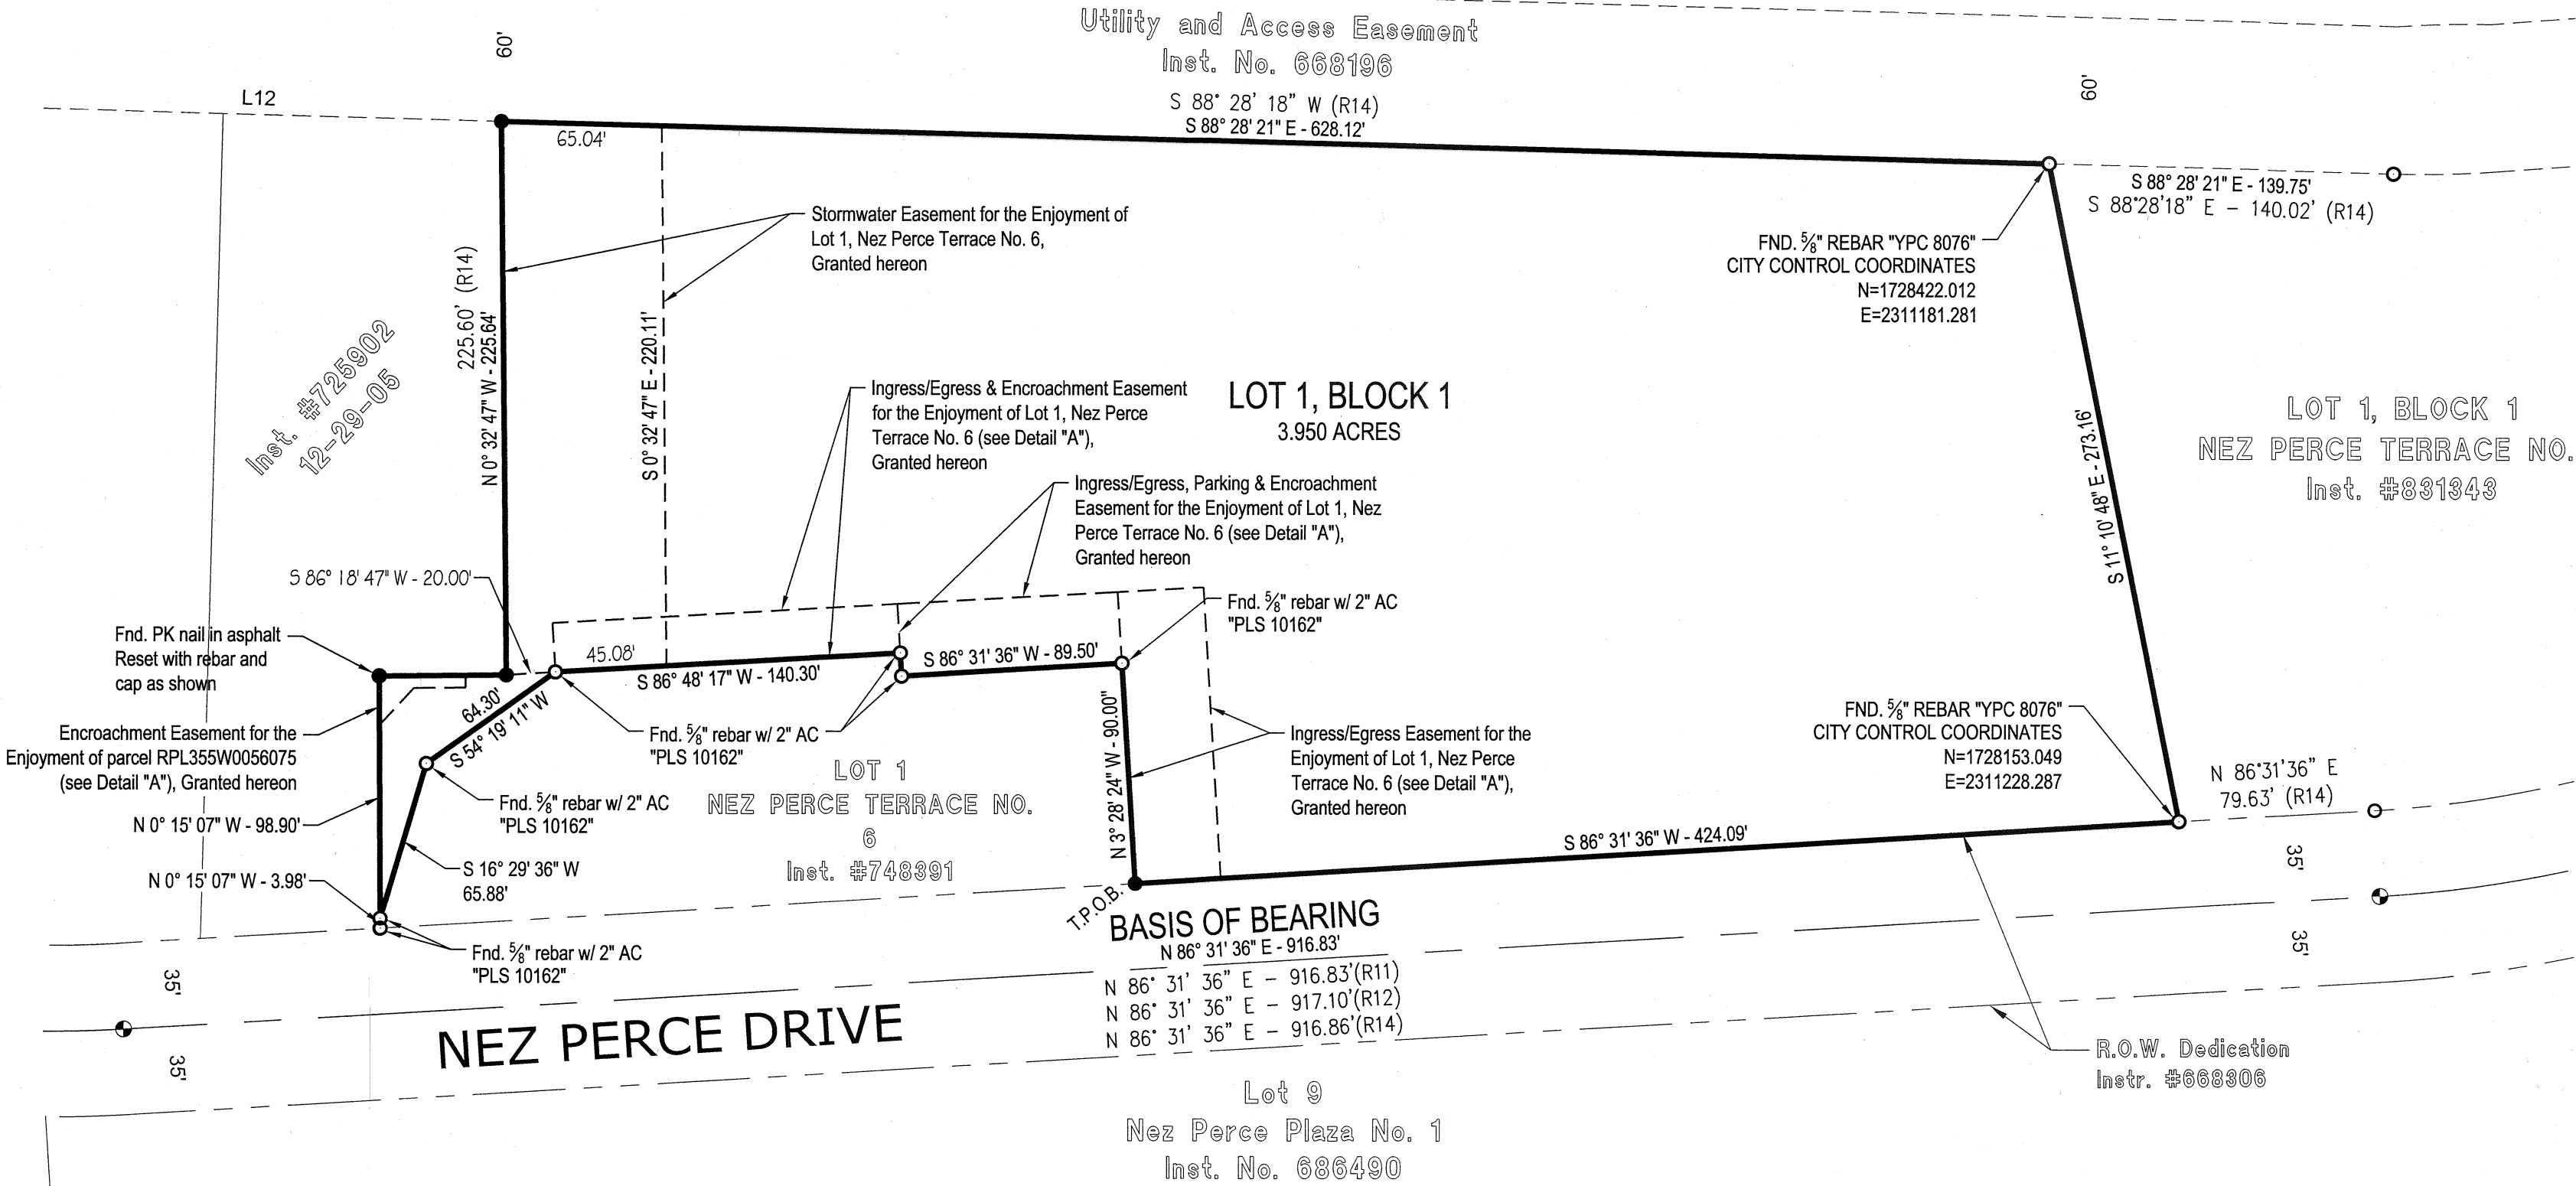 Utility and Access Easement
Inst. No. 668196
60'
60'
L12
S 88° 28' 18" W (R14)
S 88° 28' 21" E - 628.12'
65.04'
S 88° 28' 21" E - 139.75'
S 88°28'18" E - 140.02' (R14)
Stormwater Easement for the Enjoyment of
Lot 1, Nez Perce Terrace No. 6,
Granted hereon
FND. ⅝" REBAR "YPC 8076"
CITY CONTROL COORDINATES
N=1728422.012
E=2311181.281
225.60' (R14)
N 0° 32' 47" W - 225.64'
S 0° 32' 47" E - 220.11'
Inst. #725902
12-29-05
Ingress/Egress & Encroachment Easement
for the Enjoyment of Lot 1, Nez Perce
Terrace No. 6 (see Detail "A"),
Granted hereon
LOT 1, BLOCK 1
3.950 ACRES
Ingress/Egress, Parking & Encroachment
Easement for the Enjoyment of Lot 1, Nez
Perce Terrace No. 6 (see Detail "A"),
Granted hereon
S 11° 10' 48" E - 273.16'
LOT 1, BLOCK 1
NEZ PERCE TERRACE NO.
Inst. #831343
S 86° 18' 47" W - 20.00'
Fnd. PK nail in asphalt
Reset with rebar and
cap as shown
Fnd. ⅝" rebar w/ 2" AC
"PLS 10162"
45.08'
S 86° 48' 17" W - 140.30'
S 86° 31' 36" W - 89.50'
64.30'
S 54° 19' 11" W
Encroachment Easement for the
Enjoyment of parcel RPL355W0056075
(see Detail "A"), Granted hereon
Fnd. ⅝" rebar w/ 2" AC
"PLS 10162"
N 3° 28' 24" W - 90.00"
Ingress/Egress Easement for the
Enjoyment of Lot 1, Nez Perce
Terrace No. 6 (see Detail "A"),
Granted hereon
FND. ⅝" REBAR "YPC 8076"
CITY CONTROL COORDINATES
N=1728153.049
E=2311228.287
N 86°31'36" E
79.63' (R14)
LOT 1
NEZ PERCE TERRACE NO.
6
Inst. #748391
Fnd. ⅝" rebar w/ 2" AC
"PLS 10162"
N 0° 15' 07" W - 98.90'
S 16° 29' 36" W
65.88'
N 0° 15' 07" W - 3.98'
S 86° 31' 36" W - 424.09'
T.P.O.B.
Fnd. ⅝" rebar w/ 2" AC
"PLS 10162"
BASIS OF BEARING
N 86° 31' 36" E - 916.83'
N 86° 31' 36" E - 916.83'(R11)
N 86° 31' 36" E - 917.10'(R12)
N 86° 31' 36" E - 916.86'(R14)
35'
35'
35'
35'
NEZ PERCE DRIVE
R.O.W. Dedication
Instr. #668306
Lot 9
Nez Perce Plaza No. 1
Inst. No. 686490